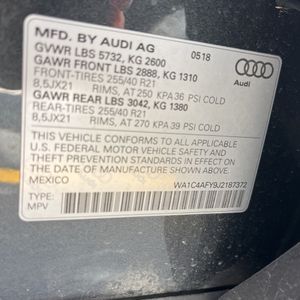 MFD. BY AUDI AG
GVWR LBS 5732, KG 2600
0518
GAWR FRONT LBS 2888, KG 1310
FRONT-TIRES 255/40 R21
8,5JX21 RIMS, AT 250 KPA 36 PSI COLD
GAWR REAR LBS 3042, KG 1380
REAR-TIRES 255/40 R21
8,5JX21 RIMS, AT 270 KPA 39 PSI COLD
Audi
THIS VEHICLE CONFORMS TO ALL APPLICABLE
U.S. FEDERAL MOTOR VEHICLE SAFETY
STANDARDS IN EFFECT ON
THE DATE OF MANUFACTURE SHOWN ABOVE
MEXICO
WA1C4AFY9J2187372
TYPE:
MPV